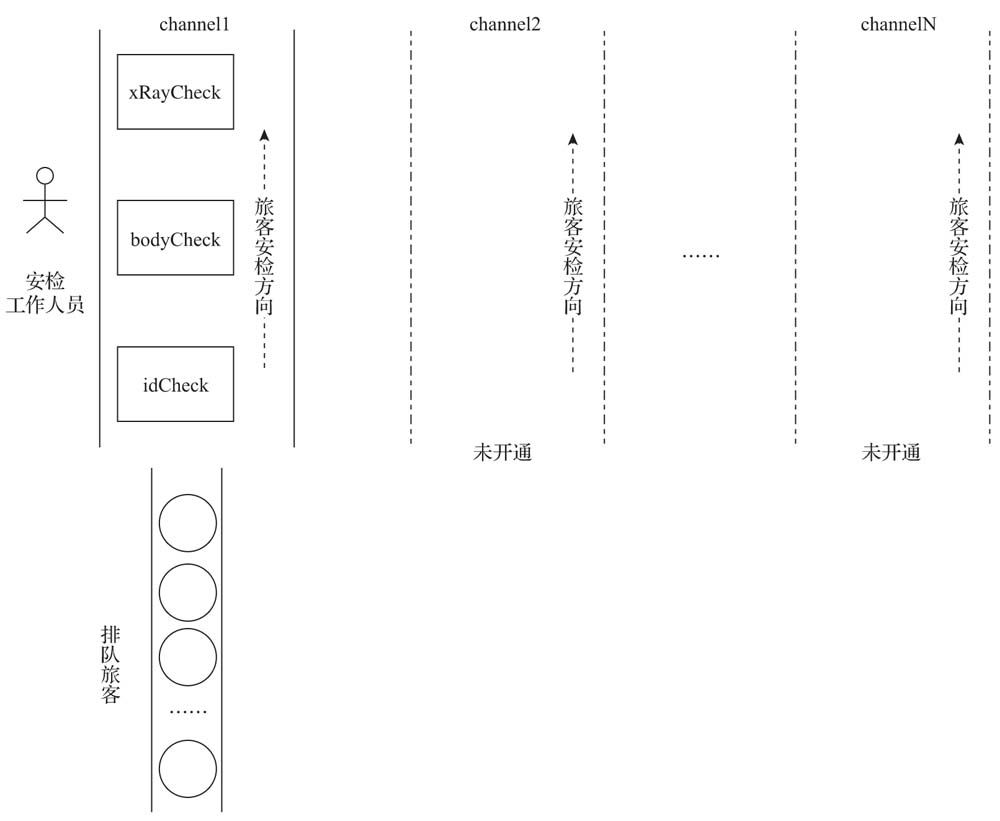 channel1
channel2
channelN
xRayCheck
bodyCheck
idCheck
安检
工作人员
旅客安检方向
旅客安检方向
……
旅客安检方向
未开通
未开通
排队旅客
……